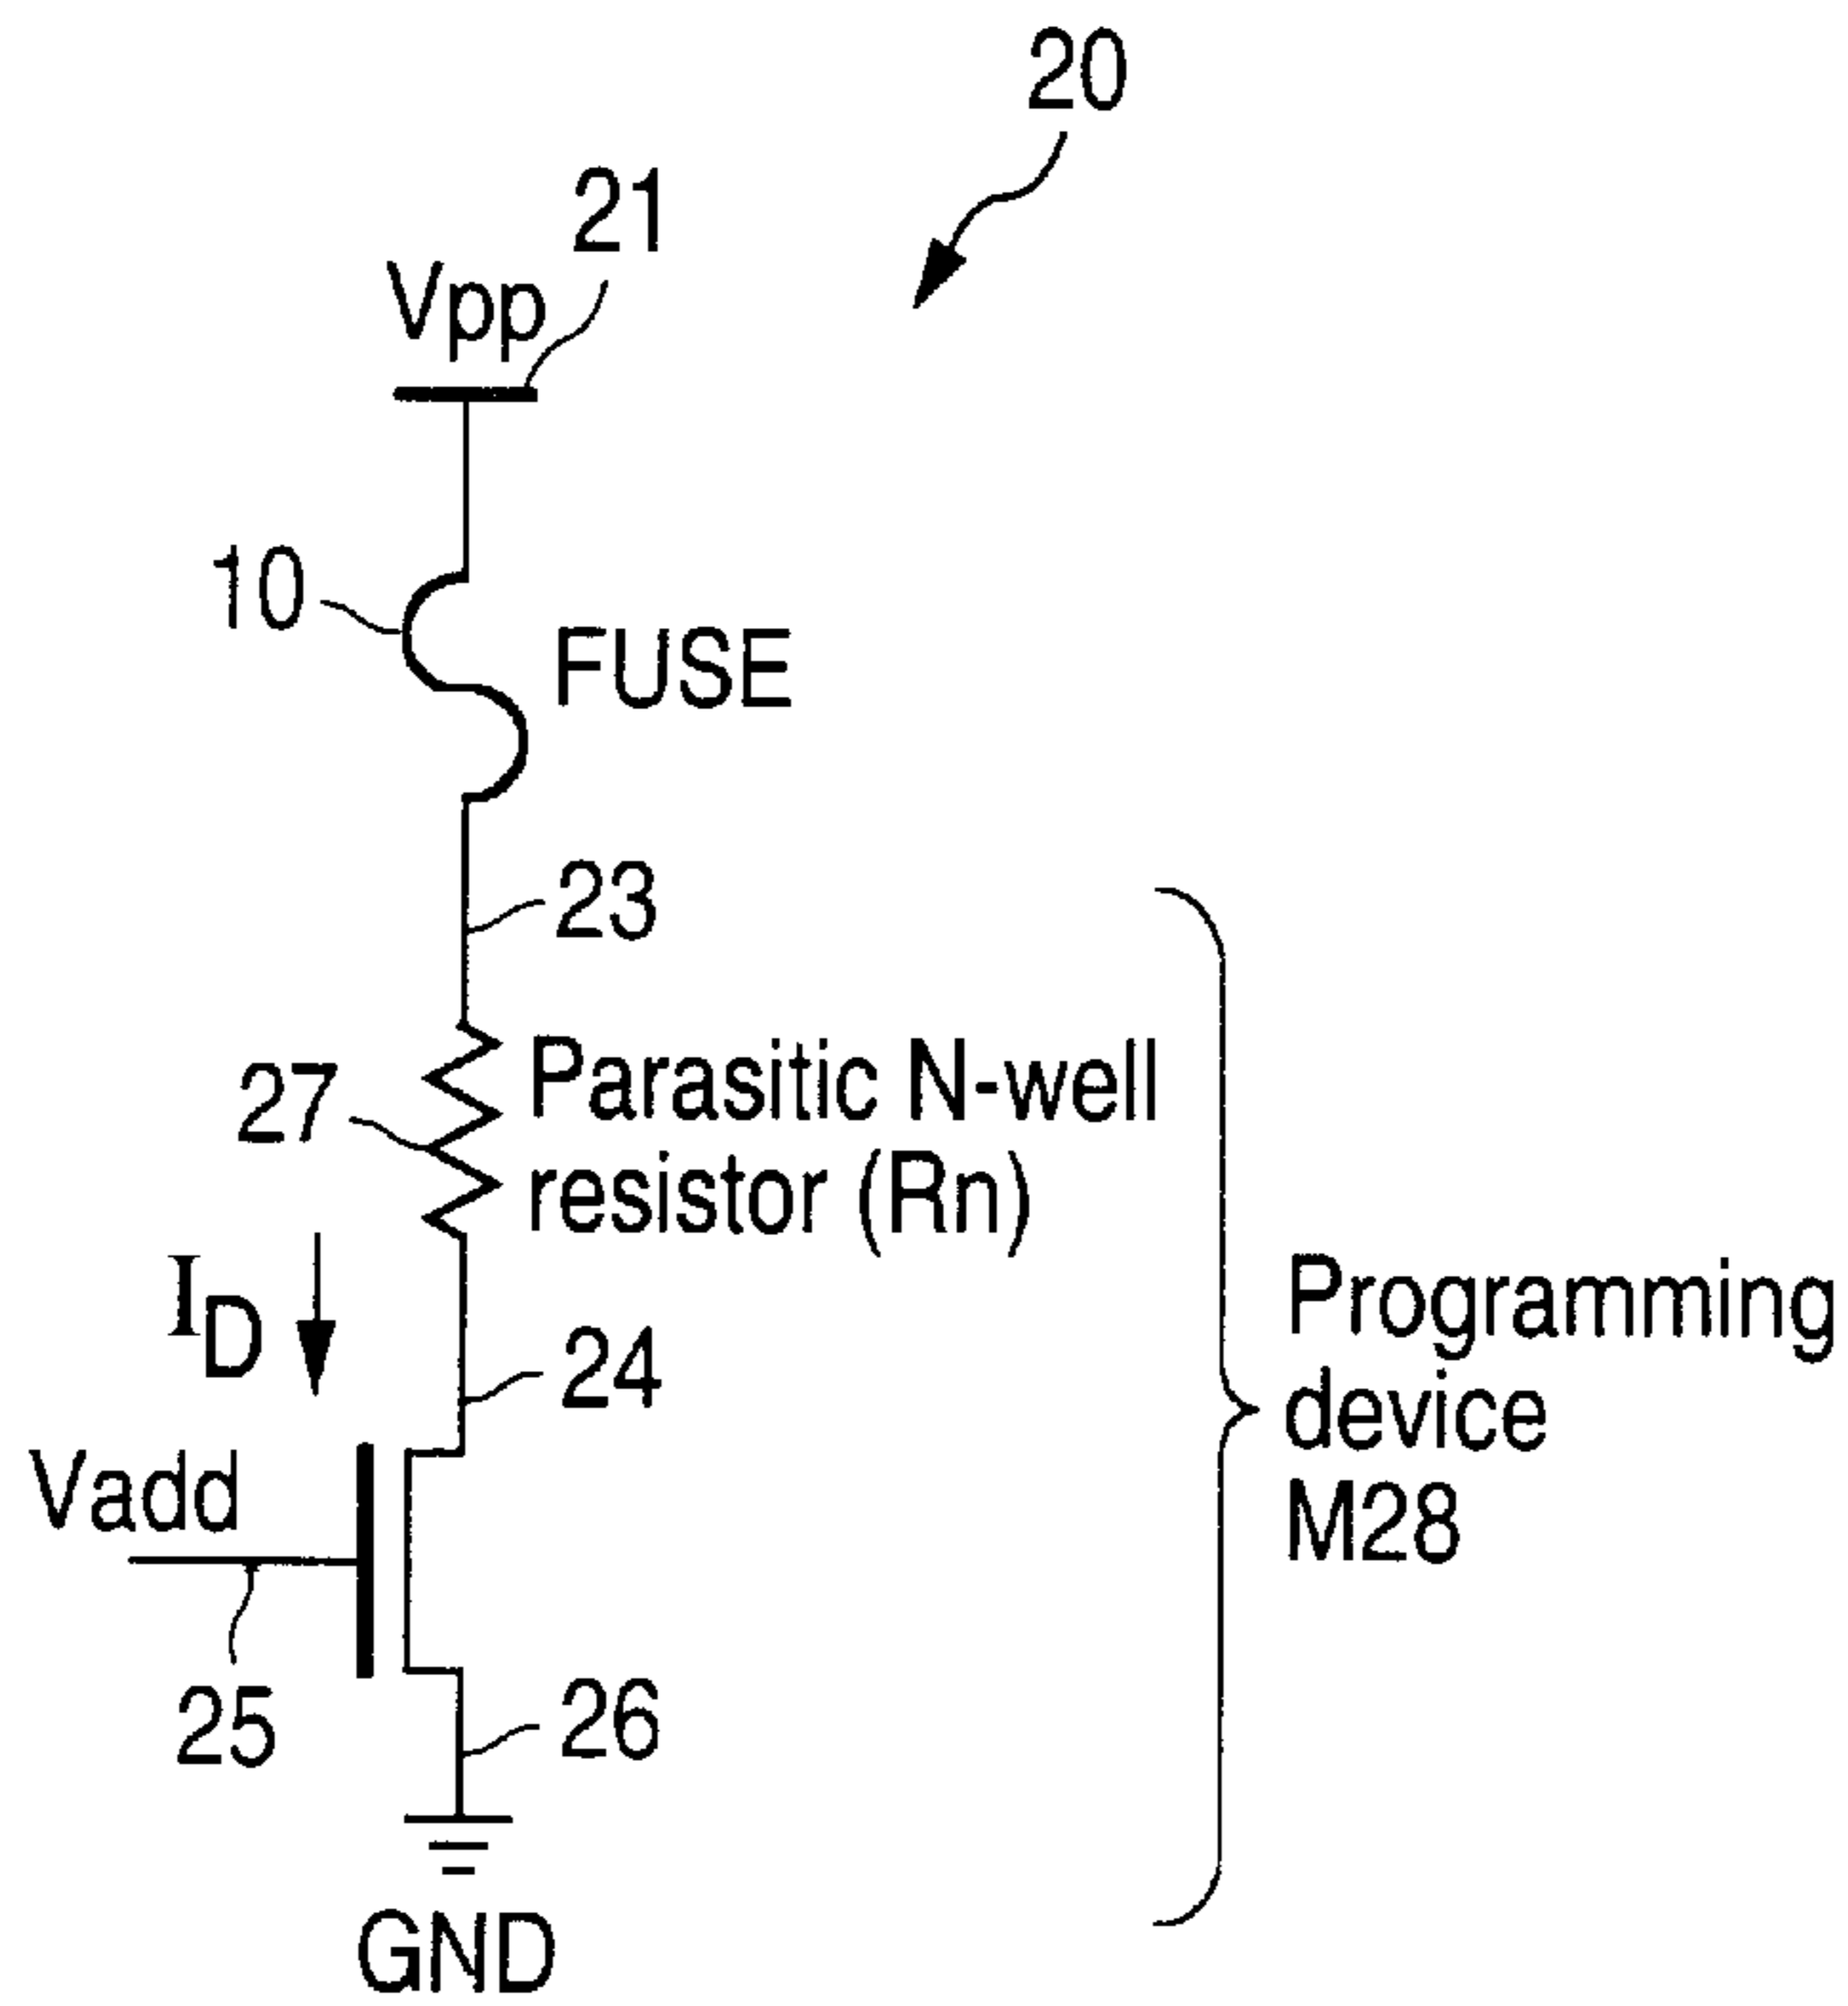 20
21
Vpp
10
FUSE
23
27
Parasitic N-well
resistor (Rn)
ID
24
Programming
device
M28
Vadd
25
26
GND